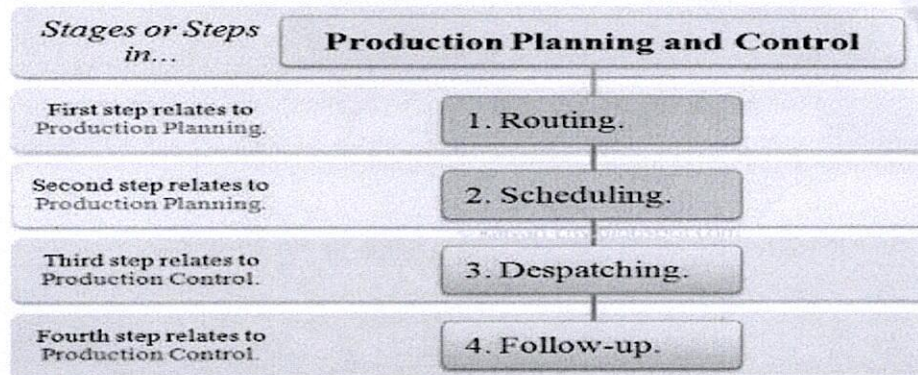 Stages or Steps
in...
Production Planning and Control
First step relates to
Production Planning.
1. Routing.
Second step relates to
Production Planning.
2. Scheduling.
Third step relates to
Production Control.
3. Despatching.
Fourth step relates to
Production Control.
4. Follow-up.